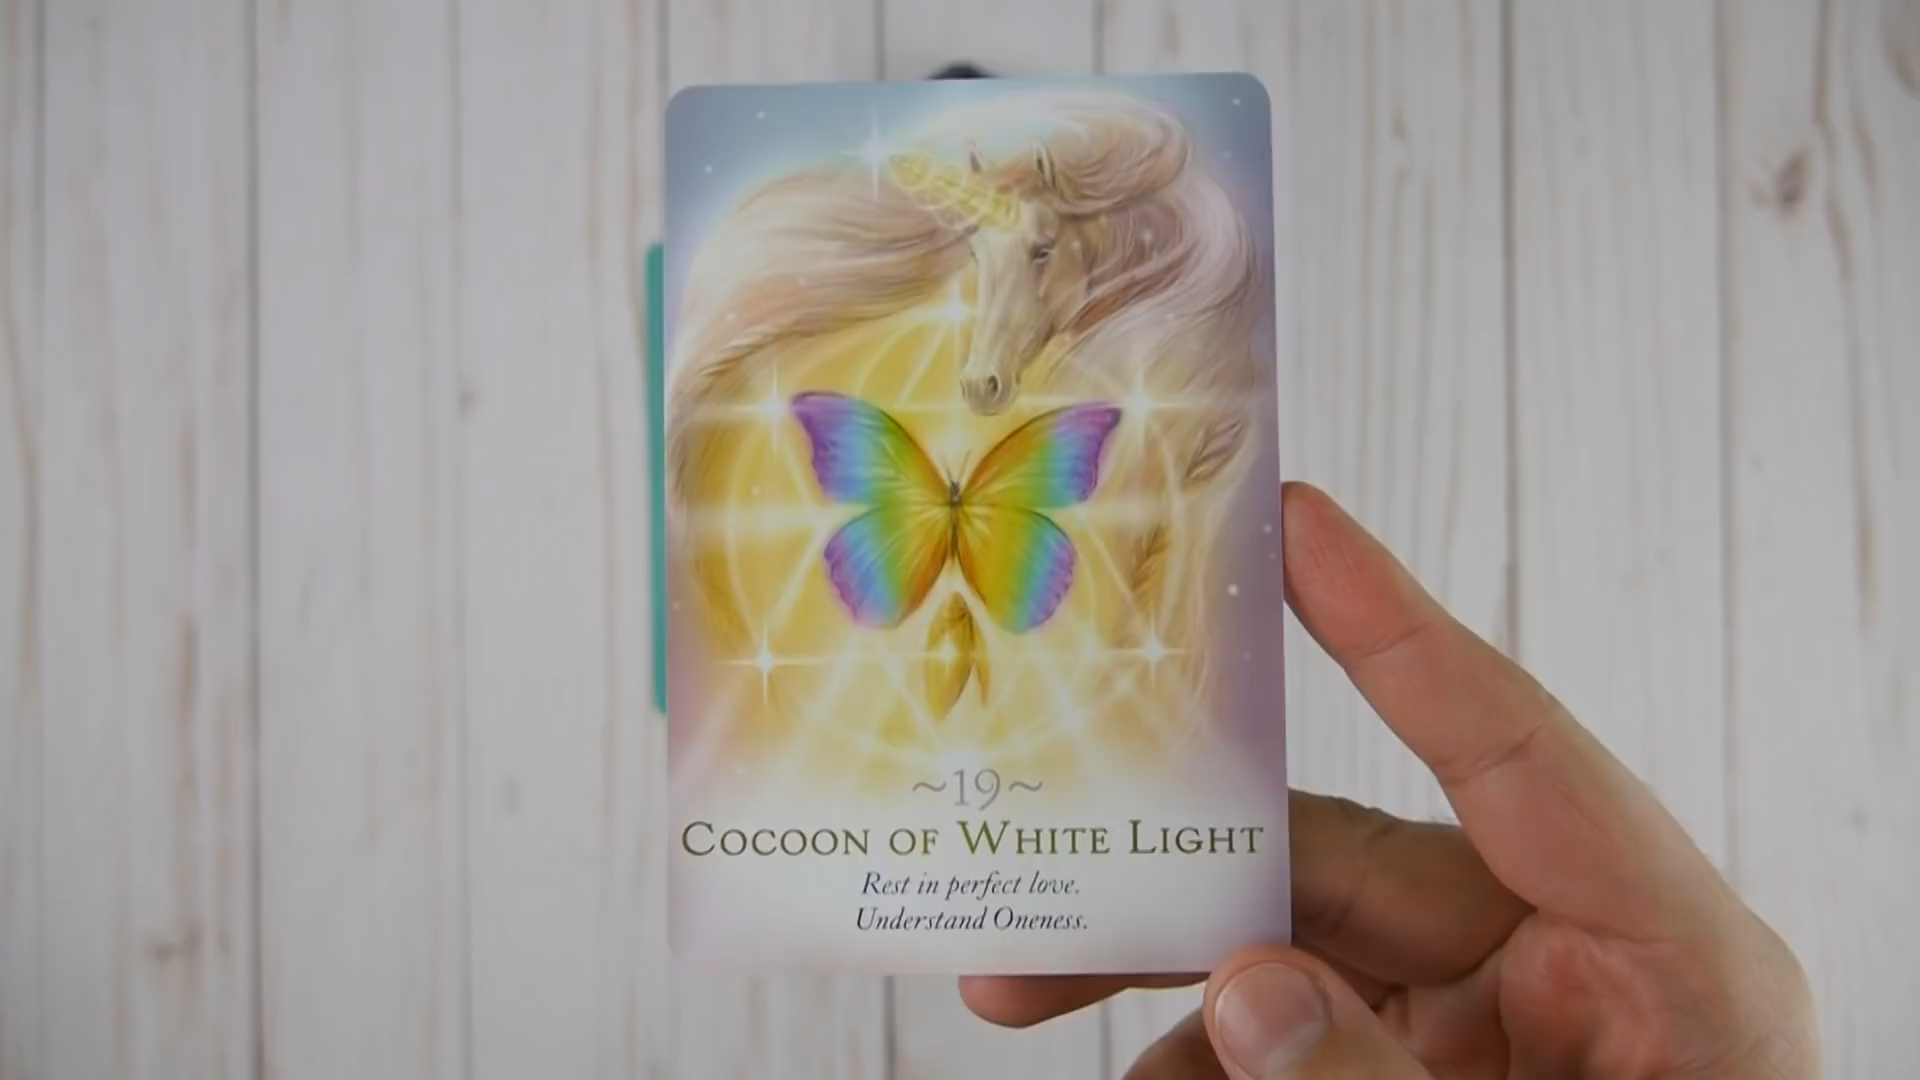 ~19~
Cocoon of White Light
Rest in perfect love.
Understand Oneness.